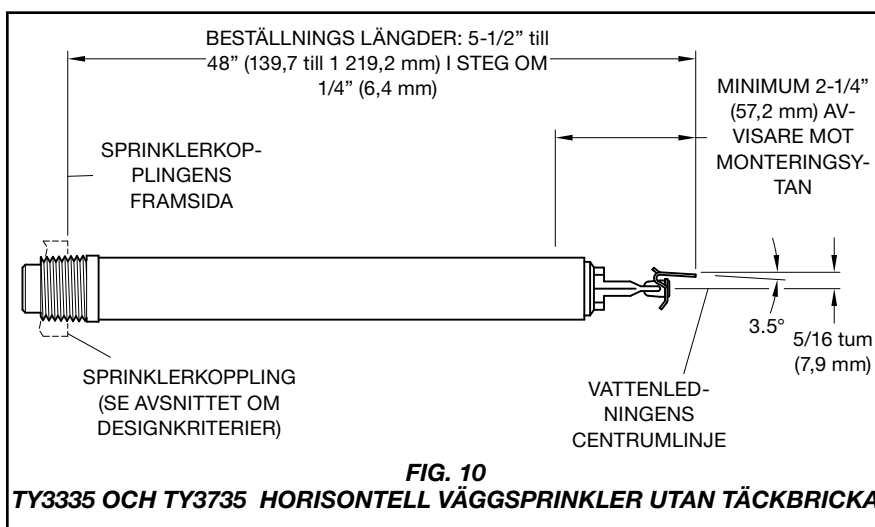 BESTÄLLNINGS LÄNGDER: 5-1/2” till
48” (139,7 till 1 219,2 mm) I STEG OM
1/4” (6,4 mm)
MINIMUM 2-1/4”
(57,2 mm) AV-
VISARE MOT
MONTERINGSY-
TAN
SPRINKLERKOP-
PLINGENS
FRAMSIDA
3.5°
5/16 tum
(7,9 mm)
SPRINKLERKOPPLING
(SE AVSNITTET OM
DESIGNKRITERIER)
VATTENLED-
NINGENS
CENTRUMLINJE
FIG. 10
TY3335 OCH TY3735 HORISONTELL VÄGGSPRINKLER UTAN TÄCKBRICKA